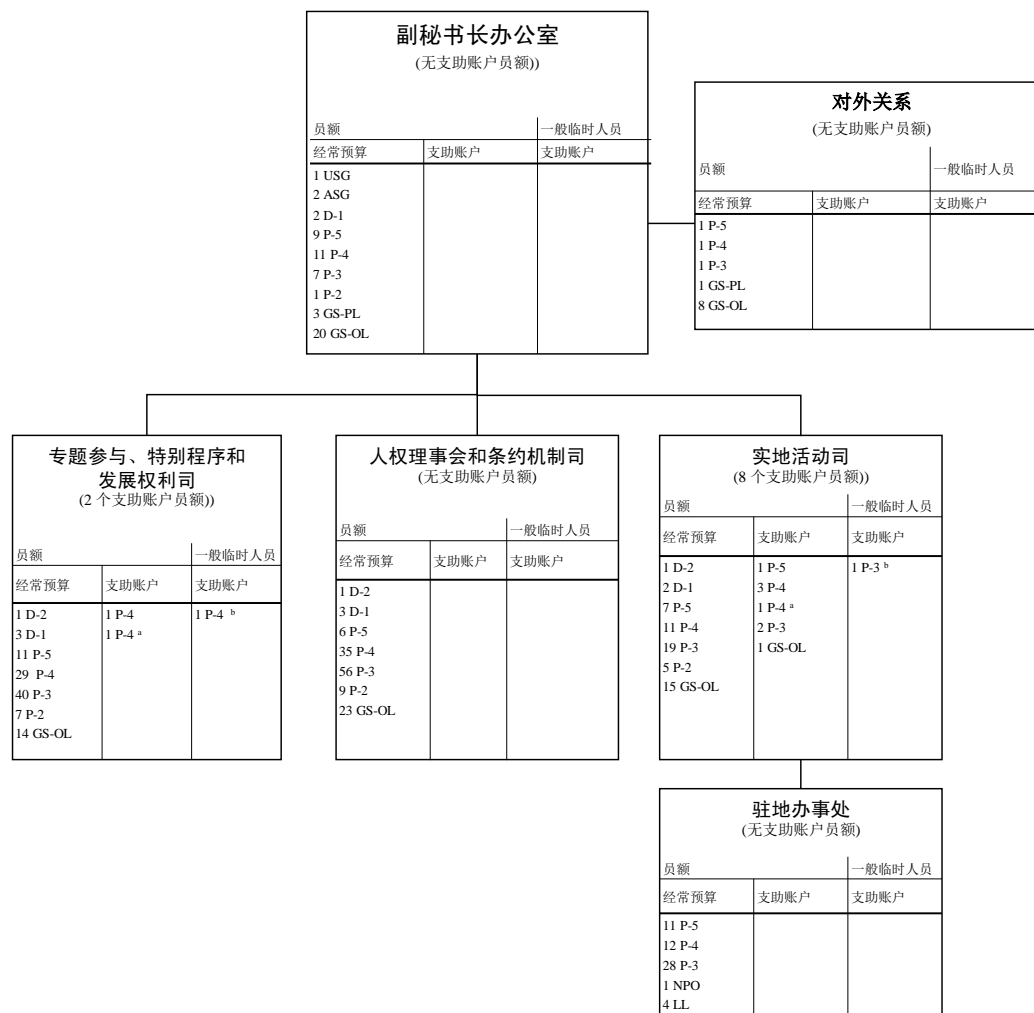 副秘书长办公室
(无支助账户员额))
员额 一般临时人员
经常预算 支助账户 支助账户
1 USG
2 ASG
2 D-1
9 P-5
11 P-4
7 P-3
1 P-2
3 GS-PL
20 GS-OL
对外关系
(无支助账户员额)
员额 一般临时人员
经常预算 支助账户 支助账户
1 P-5
1 P-4
1 P-3
1 GS-PL
8 GS-OL
专题参与、特别程序和
发展权利司
(2 个支助账户员额))
员额 一般临时人员
经常预算 支助账户 支助账户
1 D-2 1 P-4 1 P-4 ᵇ
3 D-1 1 P-4 ᵃ
11 P-5
29 P-4
40 P-3
7 P-2
14 GS-OL
人权理事会和条约机制司
(无支助账户员额)
员额 一般临时人员
经常预算 支助账户 支助账户
1 D-2
3 D-1
6 P-5
35 P-4
56 P-3
9 P-2
23 GS-OL
实地活动司
(8 个支助账户员额))
员额 一般临时人员
经常预算 支助账户 支助账户
1 D-2 1 P-5 1 P-3 ᵇ
2 D-1 3 P-4
7 P-5 1 P-4 ᵃ
11 P-4 2 P-3
19 P-3 1 GS-OL
5 P-2
15 GS-OL
驻地办事处
(无支助账户员额)
员额 一般临时人员
经常预算 支助账户 支助账户
11 P-5
12 P-4
28 P-3
1 NPO
4 LL